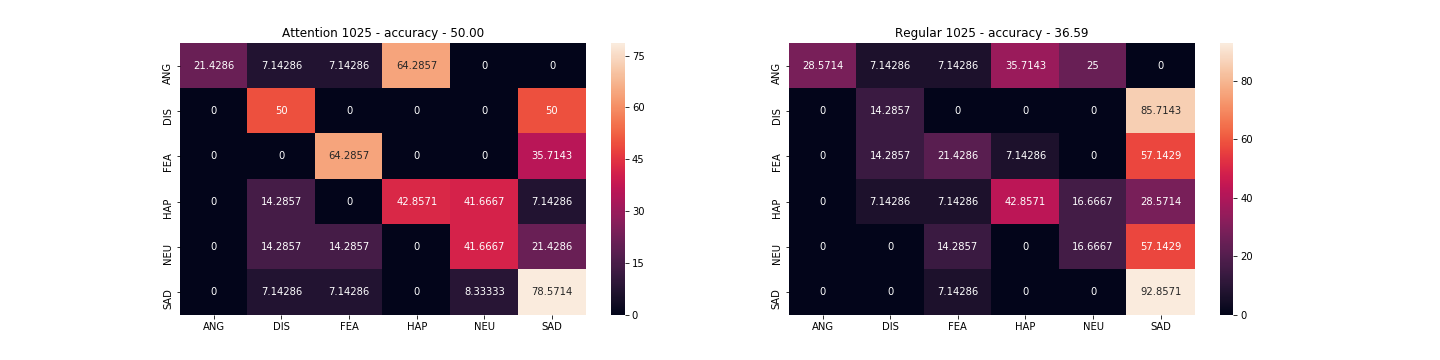 Attention 1025 - accuracy - 50.00
ANG 21.4286 7.14286 7.14286 64.2857 0 0
DIS 0 50 0 0 0 50
FEA 0 0 64.2857 0 0 35.7143
HAP 0 14.2857 0 42.8571 41.6667 7.14286
NEU 0 14.2857 14.2857 0 41.6667 21.4286
SAD 0 7.14286 7.14286 0 8.33333 78.5714
ANG DIS FEA HAP NEU SAD
75
60
45
30
15
0
Regular 1025 - accuracy - 36.59
ANG 28.5714 7.14286 7.14286 35.7143 25 0
DIS 0 14.2857 0 0 0 85.7143
FEA 0 14.2857 21.4286 7.14286 0 57.1429
HAP 0 7.14286 7.14286 42.8571 16.6667 28.5714
NEU 0 0 14.2857 0 16.6667 57.1429
SAD 0 0 7.14286 0 0 92.8571
ANG DIS FEA HAP NEU SAD
80
60
40
20
0